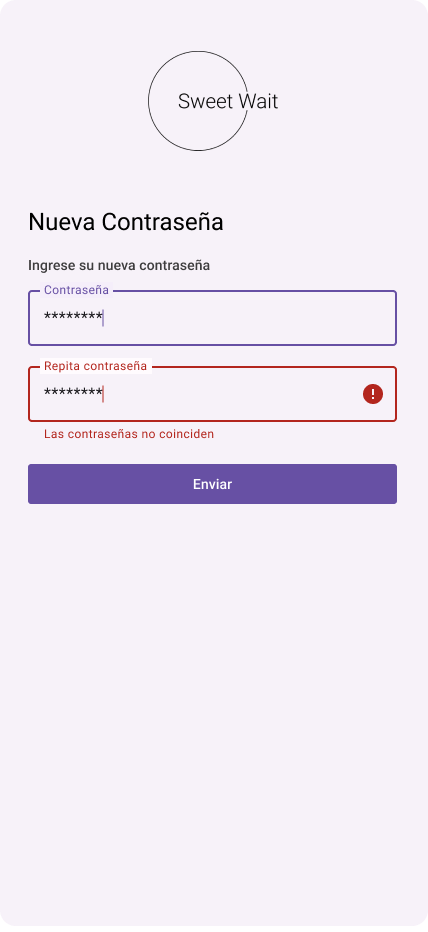 Sweet Wait
Nueva Contraseña
Ingrese su nueva contraseña
Contraseña
********
Repita contraseña
********
!
Las contraseñas no coinciden
Enviar